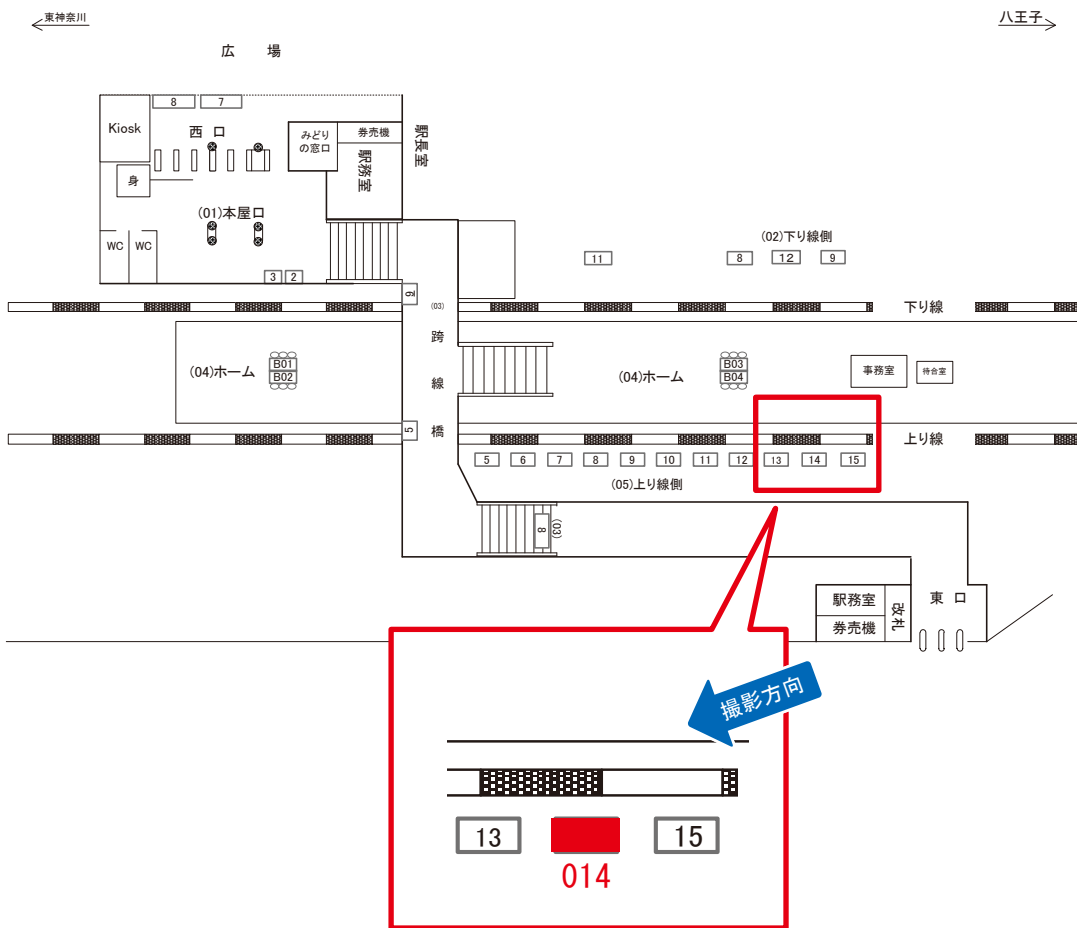 東神奈川
八王子
広　場
8
7
Kiosk
西 口
みどり
の窓口
券売機
駅務室
駅長室
身
(01)本屋口
WC
WC
3
2
(02)下り線側
11
8
12
9
9
(03)
跨線橋
下り線
(04)ホーム
B01
B02
(04)ホーム
B03
B04
事務室
待合室
5
上り線
5
6
7
8
9
10
11
12
13
14
15
(05)上り線側
8
(03)
駅務室
券売機
改札
東 口
撮影方向
13
15
014